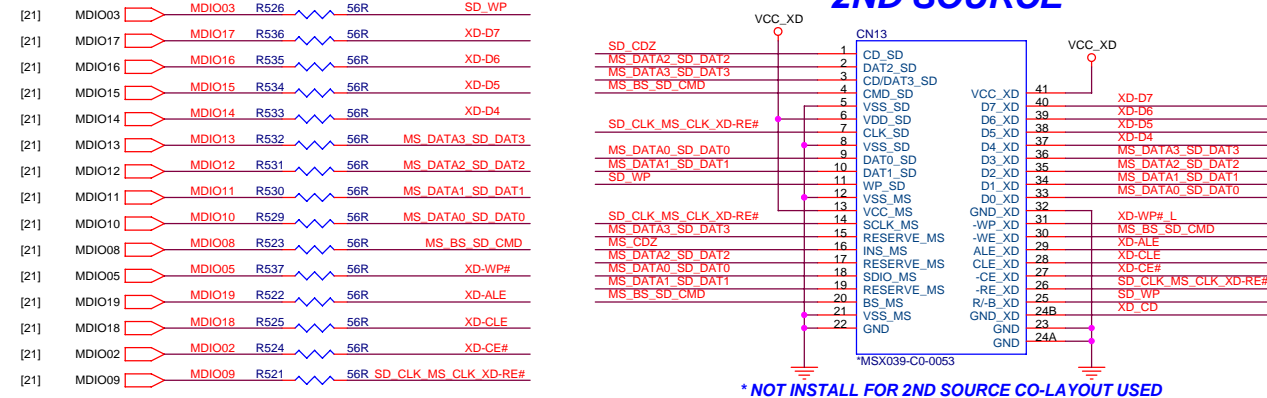 [21] MDIO03 MDIO03 R526 56R SD_WP
[21] MDIO17 MDIO17 R536 56R XD-D7
[21] MDIO16 MDIO16 R535 56R XD-D6
[21] MDIO15 MDIO15 R534 56R XD-D5
[21] MDIO14 MDIO14 R533 56R XD-D4
[21] MDIO13 MDIO13 R532 56R MS_DATA3_SD_DAT3
[21] MDIO12 MDIO12 R531 56R MS_DATA2_SD_DAT2
[21] MDIO11 MDIO11 R530 56R MS_DATA1_SD_DAT1
[21] MDIO10 MDIO10 R529 56R MS_DATA0_SD_DAT0
[21] MDIO08 MDIO08 R523 56R MS_BS_SD_CMD
[21] MDIO05 MDIO05 R537 56R XD-WP#
[21] MDIO19 MDIO19 R522 56R XD-ALE
[21] MDIO18 MDIO18 R525 56R XD-CLE
[21] MDIO02 MDIO02 R524 56R XD-CE#
[21] MDIO09 MDIO09 R521 56R SD_CLK_MS_CLK_XD-RE#
2ND SOURCE
VCC_XD
CN13
VCC_XD
SD_CDZ 1 CD_SD
MS_DATA2_SD_DAT2 2 DAT2_SD
MS_DATA3_SD_DAT3 3 CD/DAT3_SD
MS_BS_SD_CMD 4 CMD_SD
5 VSS_SD
6 VDD_SD
SD_CLK_MS_CLK_XD-RE# 7 CLK_SD
8 VSS_SD
MS_DATA0_SD_DAT0 9 DAT0_SD
MS_DATA1_SD_DAT1 10 DAT1_SD
SD_WP 11 WP_SD
12 VSS_MS
13 VCC_MS
SD_CLK_MS_CLK_XD-RE# 14 SCLK_MS
MS_DATA3_SD_DAT3 15 RESERVE_MS
MS_CDZ 16 INS_MS
MS_DATA2_SD_DAT2 17 RESERVE_MS
MS_DATA0_SD_DAT0 18 SDIO_MS
MS_DATA1_SD_DAT1 19 RESERVE_MS
MS_BS_SD_CMD 20 BS_MS
21 VSS_MS
22 GND
VCC_XD 41
D7_XD 40 XD-D7
D6_XD 39 XD-D6
D5_XD 38 XD-D5
D4_XD 37 XD-D4
D3_XD 36 MS_DATA3_SD_DAT3
D2_XD 35 MS_DATA2_SD_DAT2
D1_XD 34 MS_DATA1_SD_DAT1
D0_XD 33 MS_DATA0_SD_DAT0
GND_XD 32
-WP_XD 31 XD-WP#_L
-WE_XD 30 MS_BS_SD_CMD
ALE_XD 29 XD-ALE
CLE_XD 28 XD-CLE
-CE_XD 27 XD-CE#
-RE_XD 26 SD_CLK_MS_CLK_XD-RE#
R/-B_XD 25 SD_WP
GND_XD 24B XD_CD
GND 23
GND 24A
*MSX039-C0-0053
* NOT INSTALL FOR 2ND SOURCE CO-LAYOUT USED